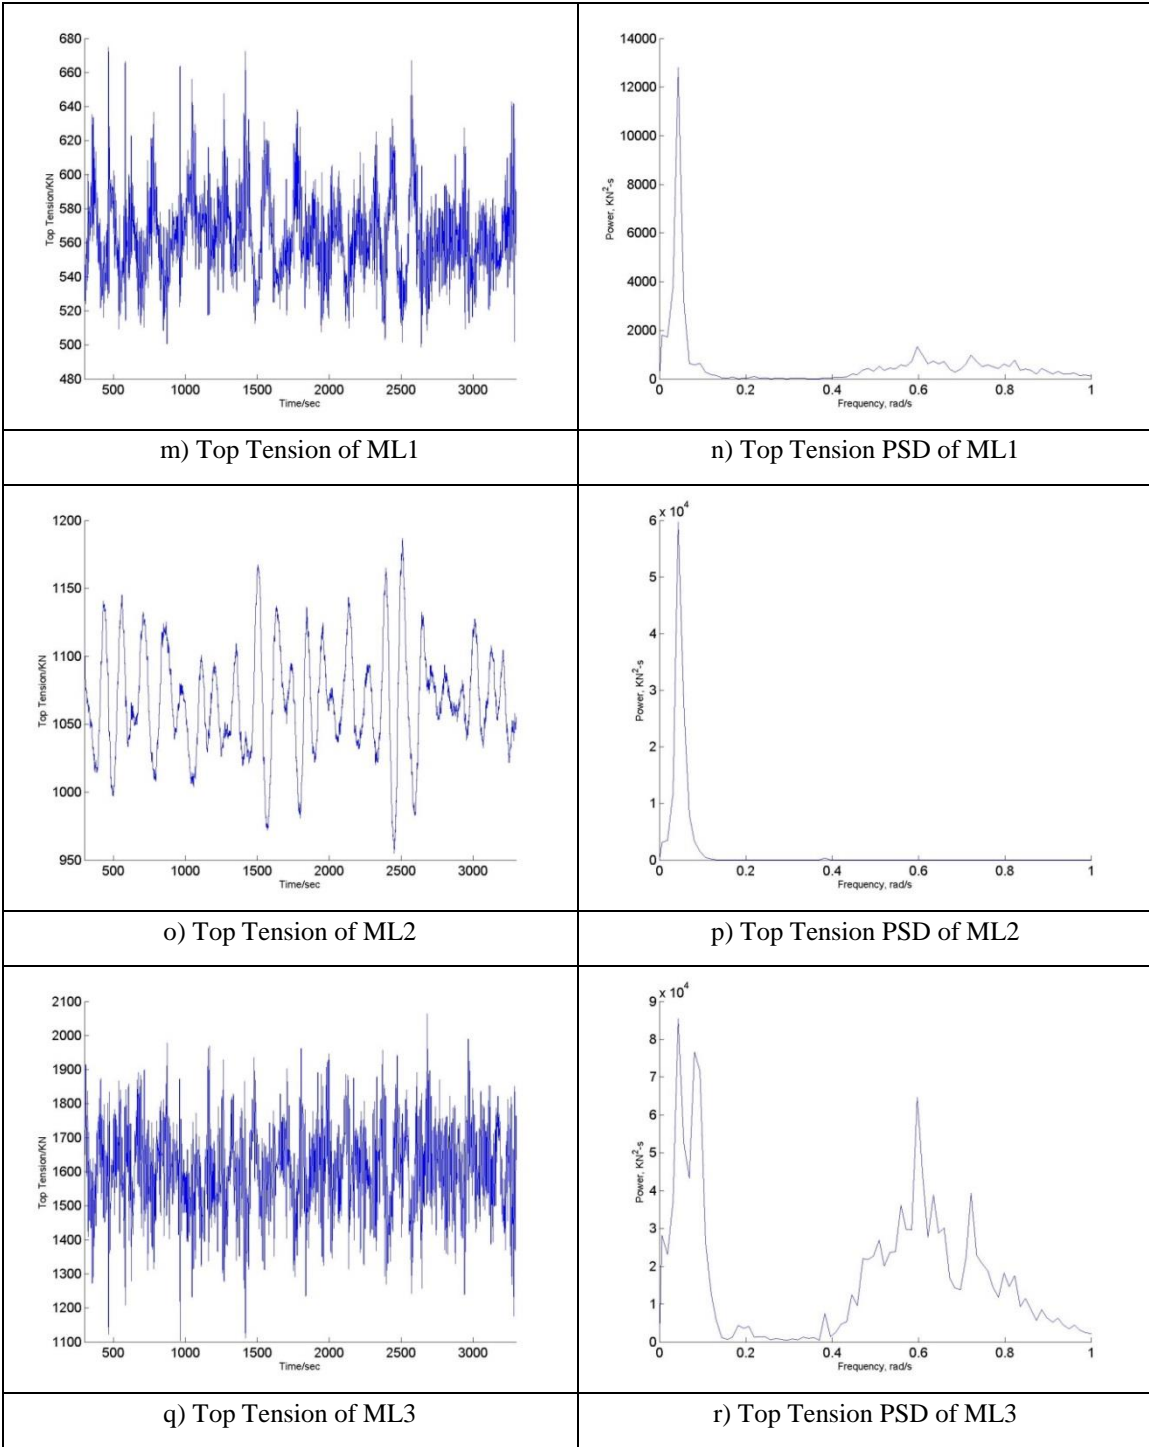 680
660
640
620
600
580
560
540
520
500
480
Top Tension/KN
500 1000 1500 2000 2500 3000
Time/sec
14000
12000
10000
8000
6000
4000
2000
0
Power, KN²-s
0 0.2 0.4 0.6 0.8 1
Frequency, rad/s
m) Top Tension of ML1
n) Top Tension PSD of ML1
1200
1150
1100
1050
1000
950
Top Tension/KN
500 1000 1500 2000 2500 3000
Time/sec
x 10⁴
6
5
4
3
2
1
0
Power, KN²-s
0 0.2 0.4 0.6 0.8 1
Frequency, rad/s
o) Top Tension of ML2
p) Top Tension PSD of ML2
2100
2000
1900
1800
1700
1600
1500
1400
1300
1200
1100
Top Tension/KN
500 1000 1500 2000 2500 3000
Time/sec
x 10⁴
9
8
7
6
5
4
3
2
1
0
Power, KN²-s
0 0.2 0.4 0.6 0.8 1
Frequency, rad/s
q) Top Tension of ML3
r) Top Tension PSD of ML3